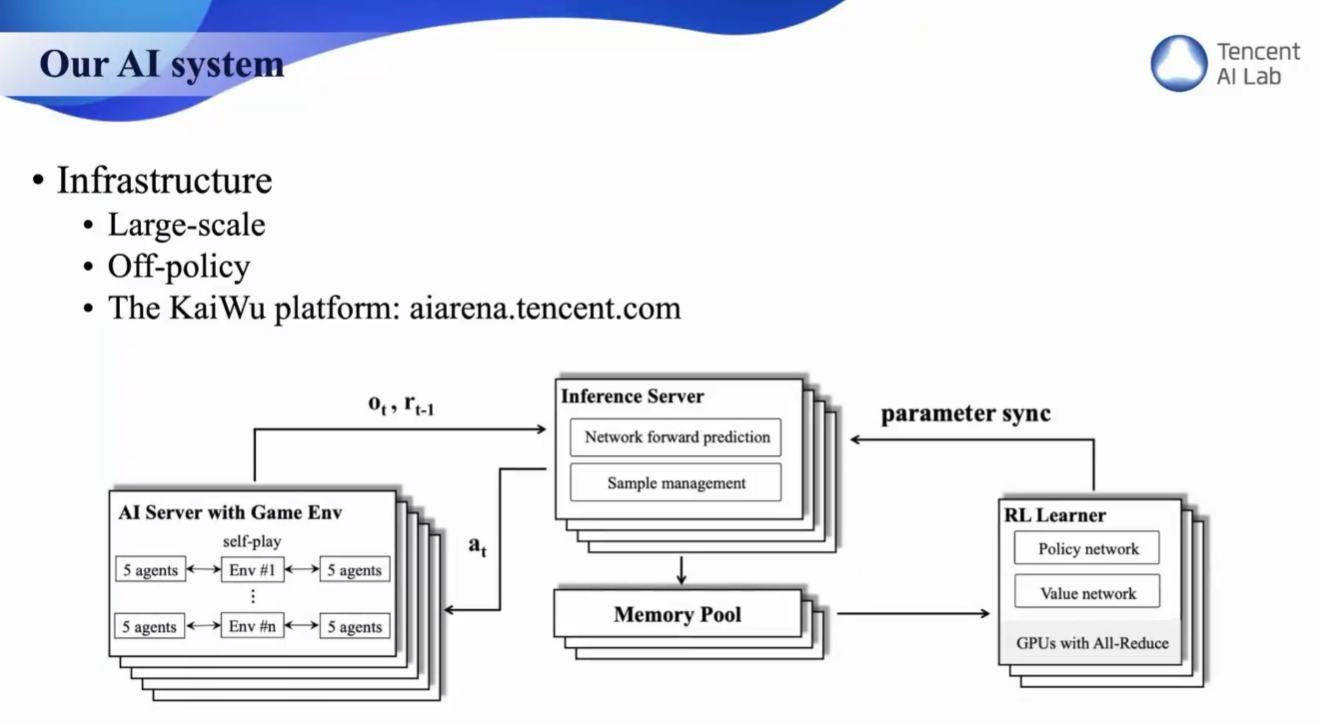 Our AI system
Tencent
AI Lab
• Infrastructure
• Large-scale
• Off-policy
• The KaiWu platform: aiarena.tencent.com
ot, rt-1
Inference Server
Network forward prediction
Sample management
parameter sync
AI Server with Game Env
self-play
5 agents Env #1 5 agents
⋮
5 agents Env #n 5 agents
at
Memory Pool
RL Learner
Policy network
Value network
GPUs with All-Reduce